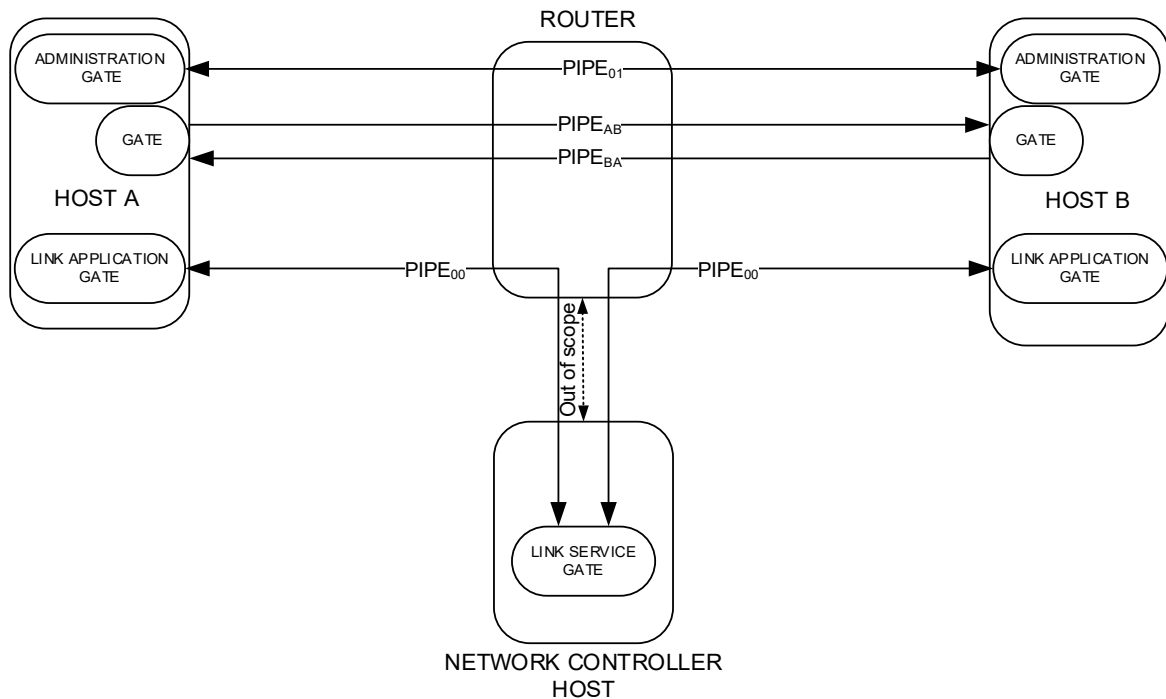 ROUTER
ADMINISTRATION
GATE
PIPE01
ADMINISTRATION
GATE
GATE
PIPEAB
GATE
PIPEBA
HOST A
HOST B
LINK APPLICATION
GATE
PIPE00
PIPE00
LINK APPLICATION
GATE
Out of scope
LINK SERVICE
GATE
NETWORK CONTROLLER
HOST